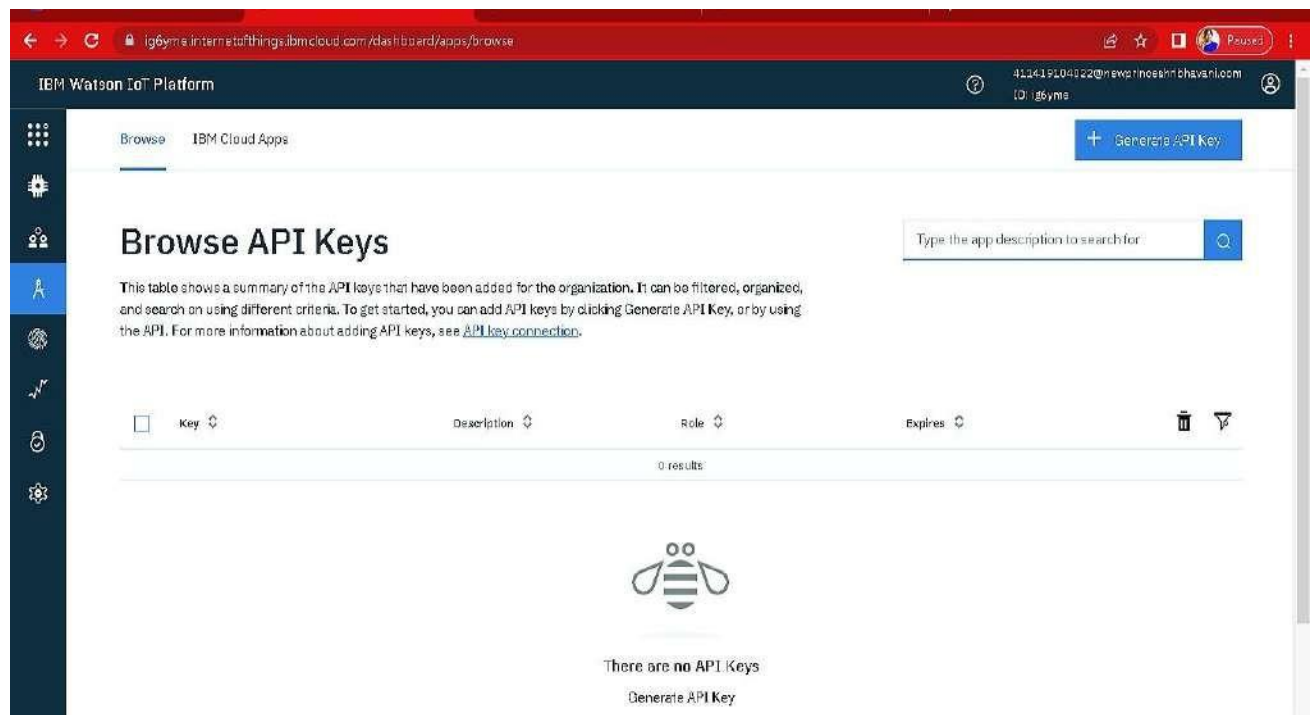 ig6yme.internetofthings.ibmcloud.com/dashboard/apps/browse
Paused
IBM Watson IoT Platform
411419104022@newprinceshribhavani.com
ID: ig6yme
Browse
IBM Cloud Apps
+ Generate API Key
Browse API Keys
Type the app description to search for
This table shows a summary of the API keys that have been added for the organization. It can be filtered, organized,
and search on using different criteria. To get started, you can add API keys by clicking Generate API Key, or by using
the API. For more information about adding API keys, see API key connection.
Key
Description
Role
Expires
0 results
There are no API Keys
Generate API Key